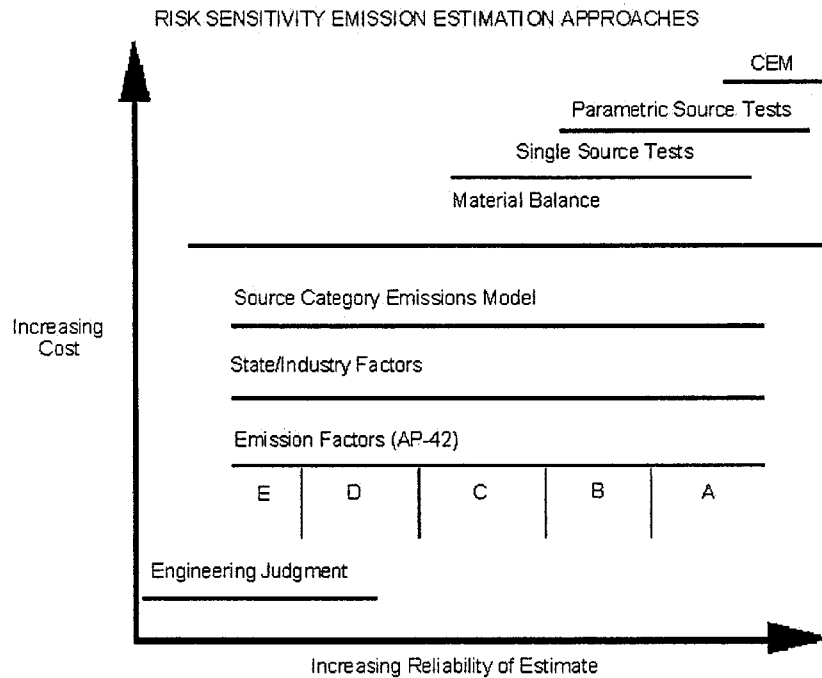 RISK SENSITIVITY EMISSION ESTIMATION APPROACHES
CEM
Parametric Source Tests
Single Source Tests
Material Balance
Source Category Emissions Model
Increasing
Cost
State/Industry Factors
Emission Factors (AP-42)
E D C B A
Engineering Judgment
Increasing Reliability of Estimate